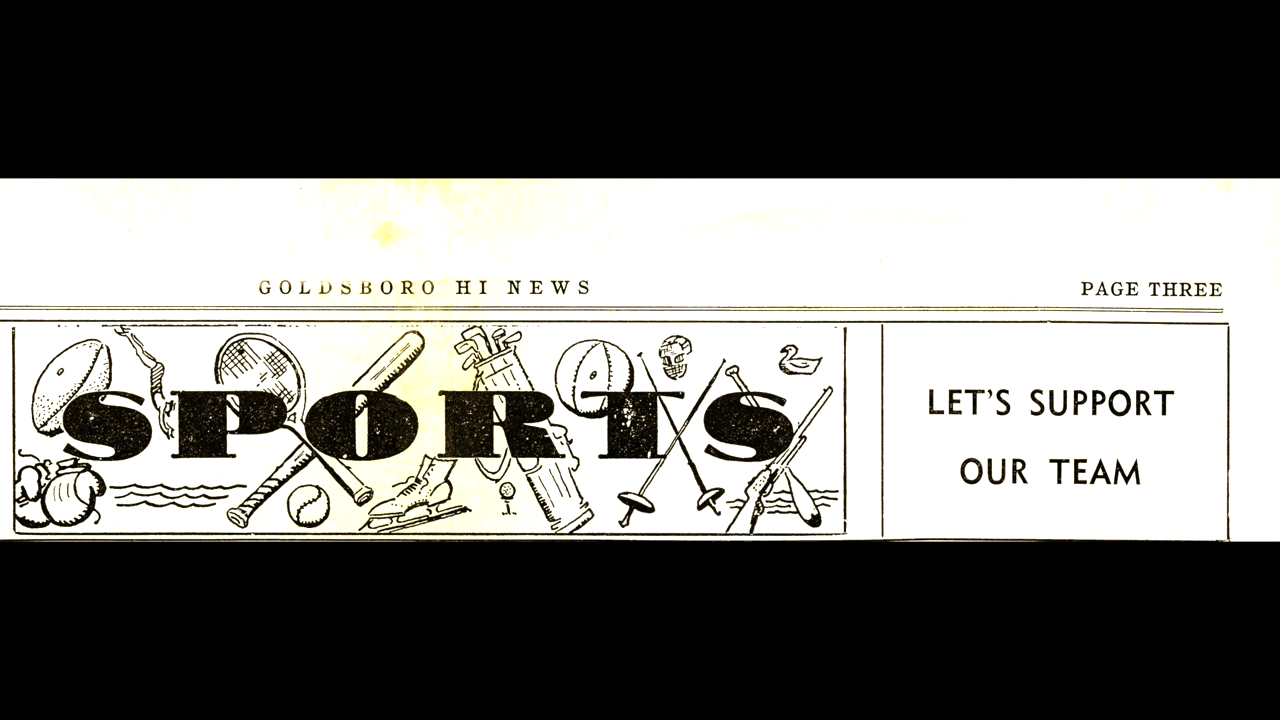 GOLDSBORO HI NEWS
PAGE THREE
SPORTS
LET'S SUPPORT
OUR TEAM